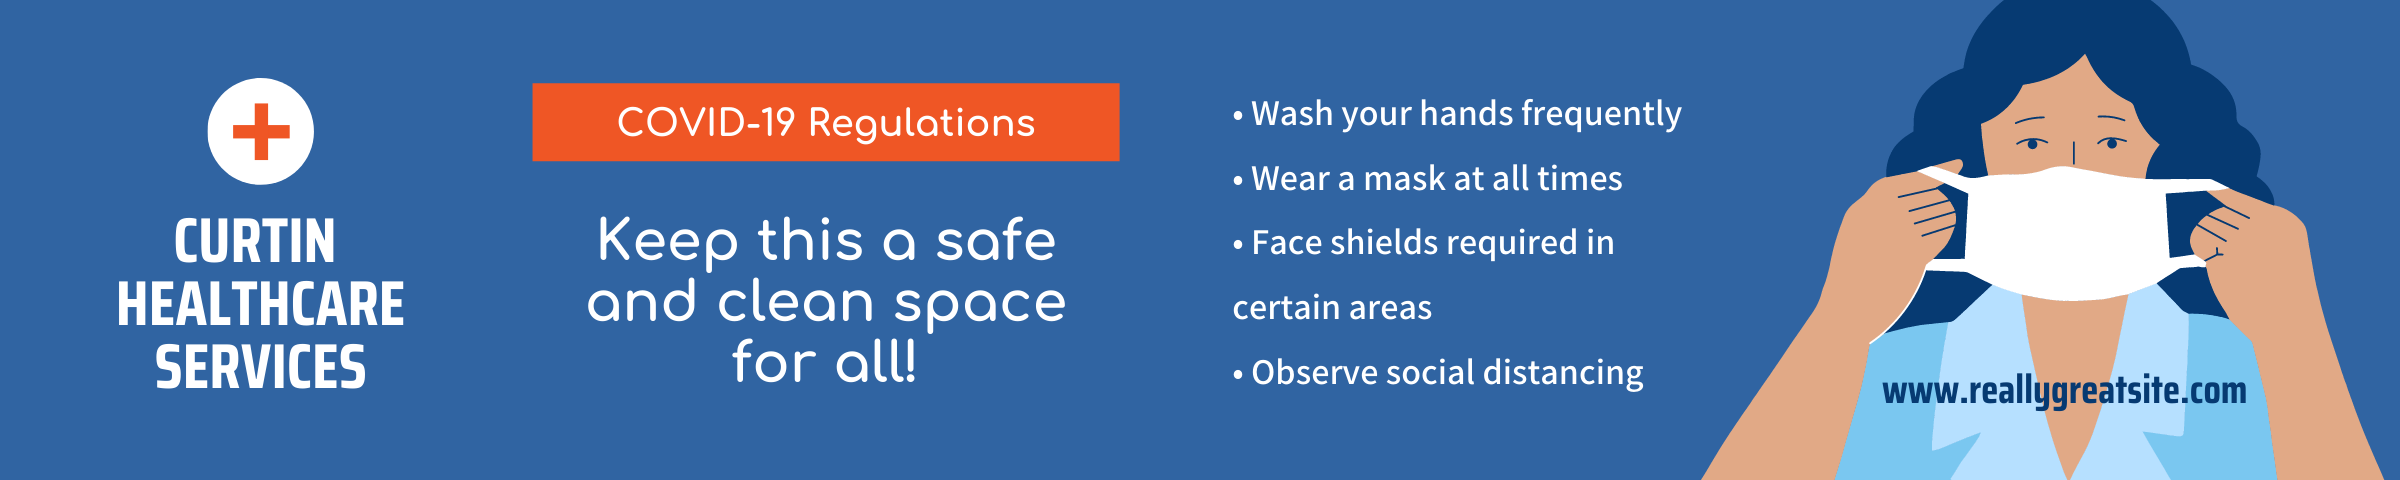 CURTIN
HEALTHCARE
SERVICES
COVID-19 Regulations
Keep this a safe
and clean space
for all!
• Wash your hands frequently
• Wear a mask at all times
• Face shields required in
certain areas
• Observe social distancing
www.reallygreatsite.com